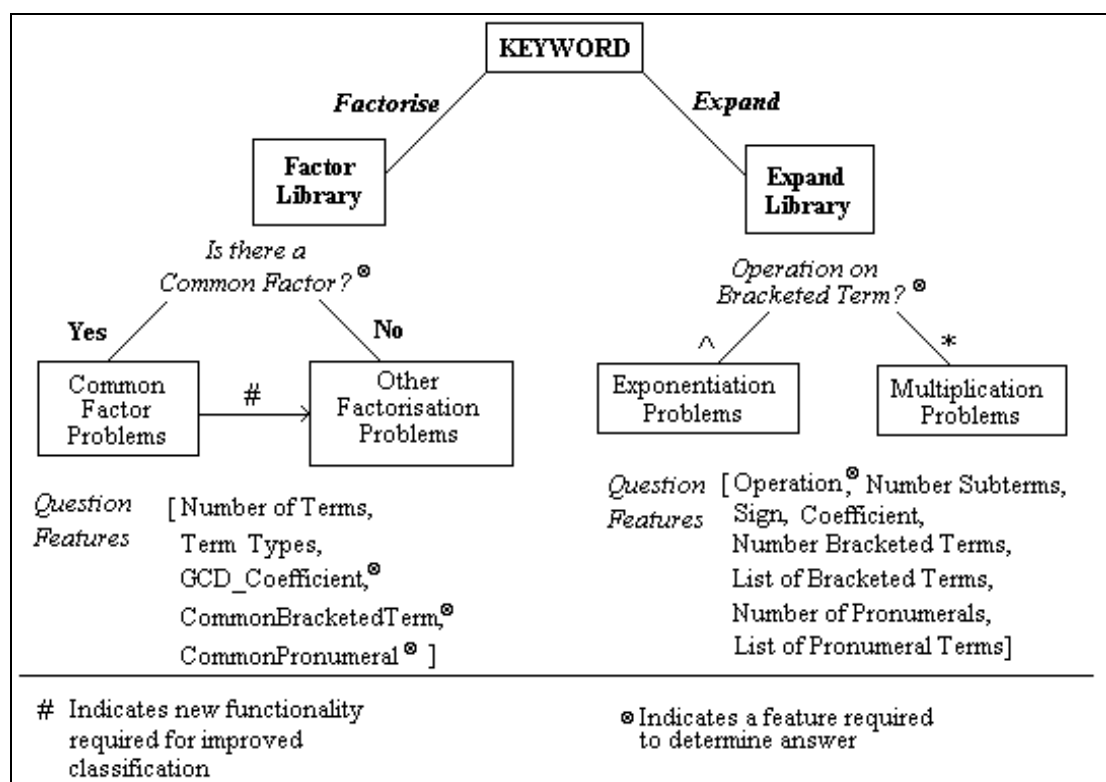 KEYWORD
Factorise
Expand
Factor
Library
Expand
Library
Is there a
Common Factor? ⊗
Operation on
Bracketed Term? ⊗
Yes
No
^
*
Common
Factor
Problems
#
Other
Factorisation
Problems
Exponentiation
Problems
Multiplication
Problems
Question
Features
[ Number of Terms,
Term Types,
GCD_Coefficient,⊗
CommonBracketedTerm,⊗
CommonPronumeral ⊗ ]
Question
Features
[ Operation,⊗ Number Subterms,
Sign, Coefficient,
Number Bracketed Terms,
List of Bracketed Terms,
Number of Pronumerals,
List of Pronumeral Terms]
# Indicates new functionality
required for improved
classification
⊗ Indicates a feature required
to determine answer